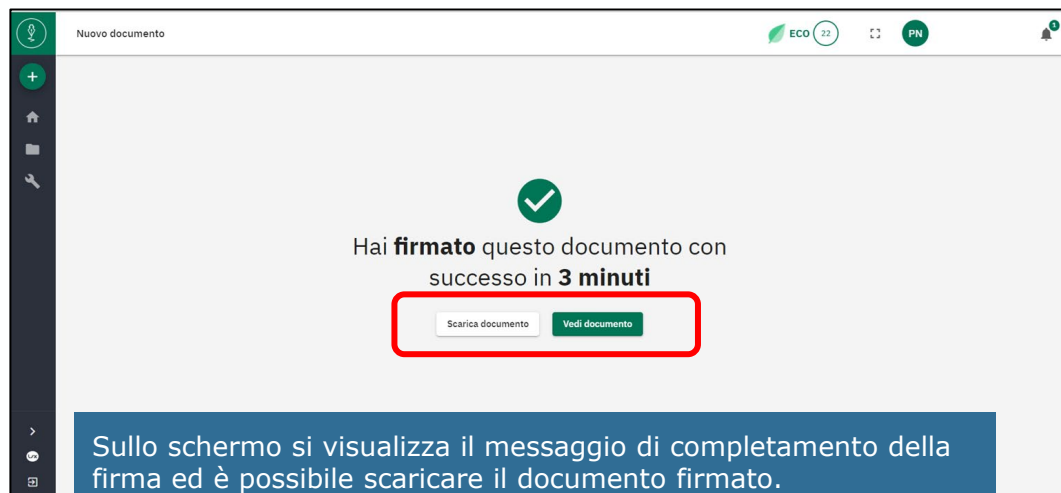 Nuovo documento
ECO 22
PN
1
Hai firmato questo documento con
successo in 3 minuti
Scarica documento
Vedi documento
Sullo schermo si visualizza il messaggio di completamento della
firma ed è possibile scaricare il documento firmato.